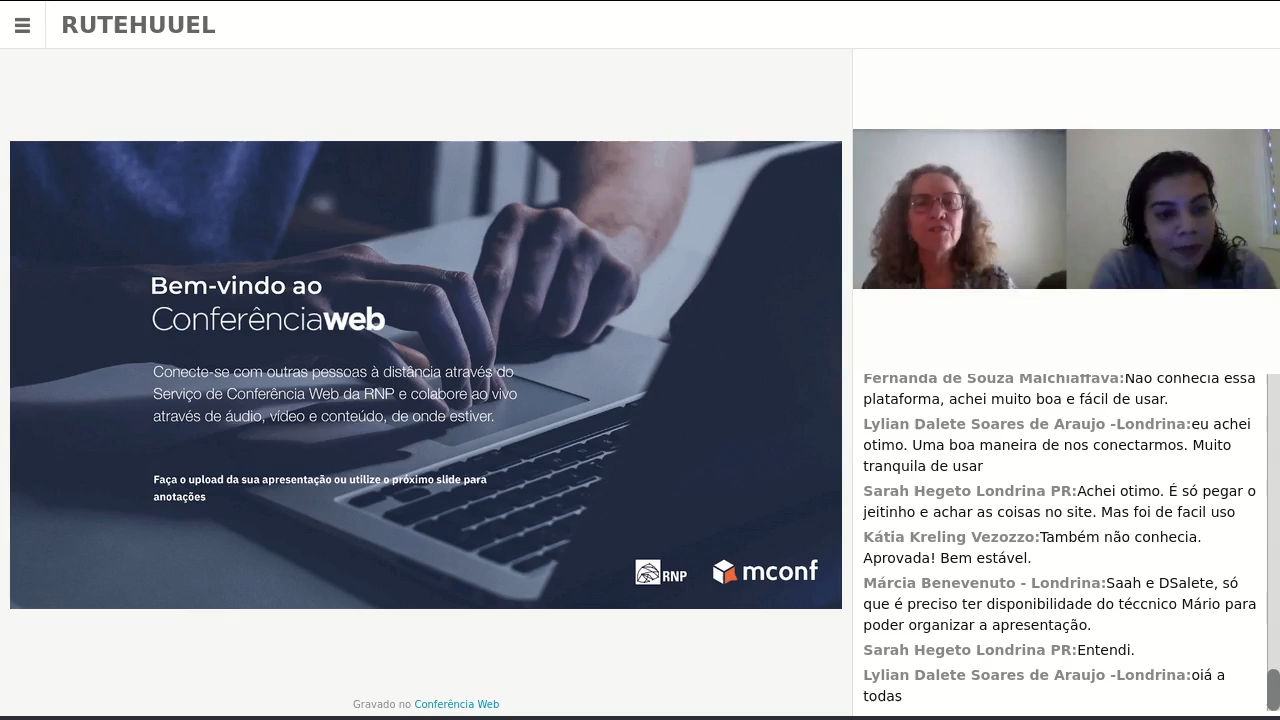 RUTEHUUEL
Bem-vindo ao
Conferênciaweb
Conecte-se com outras pessoas à distância através do
Serviço de Conferência Web da RNP e colabore ao vivo
através de áudio, vídeo e conteúdo, de onde estiver.
Faça o upload da sua apresentação ou utilize o próximo slide para
anotações
RNP
mconf
Gravado no Conferência Web
Fernanda de Souza Malchiaffava:Não conhecia essa
plataforma, achei muito boa e fácil de usar.
Lylian Dalete Soares de Araujo -Londrina:eu achei
otimo. Uma boa maneira de nos conectarmos. Muito
tranquila de usar
Sarah Hegeto Londrina PR:Achei otimo. É só pegar o
jeitinho e achar as coisas no site. Mas foi de facil uso
Kátia Kreling Vezozzo:Também não conhecia.
Aprovada! Bem estável.
Márcia Benevenuto - Londrina:Saah e DSalete, só
que é preciso ter disponibilidade do téccnico Mário para
poder organizar a apresentação.
Sarah Hegeto Londrina PR:Entendi.
Lylian Dalete Soares de Araujo -Londrina:oiá a
todas